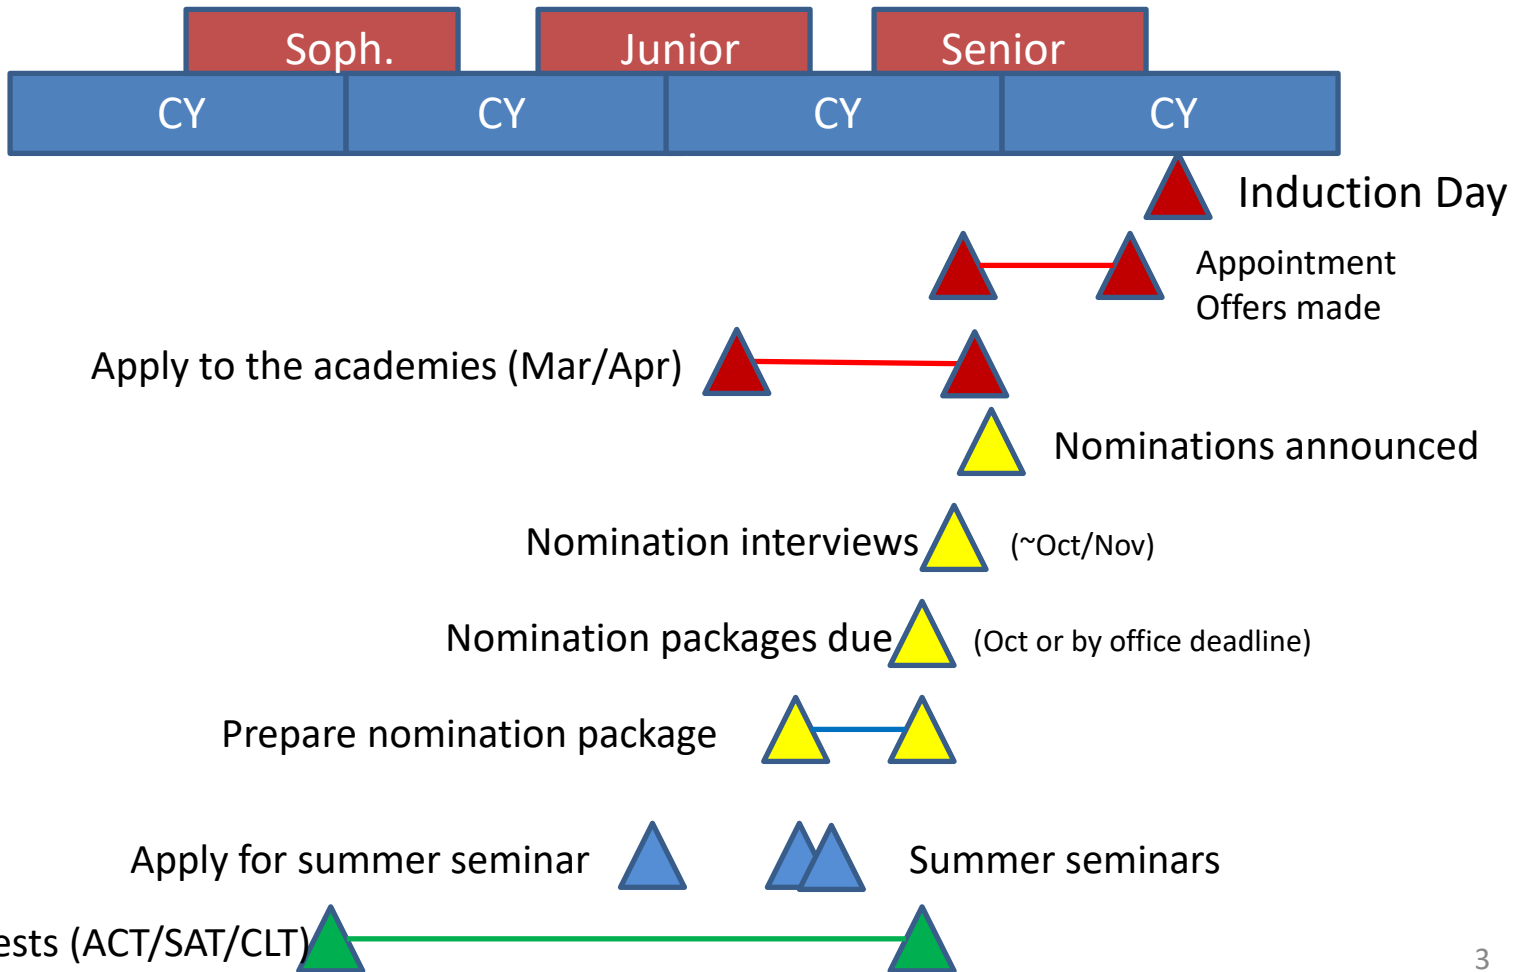 Soph. Junior Senior
CY CY CY CY
Induction Day
Appointment
Offers made
Apply to the academies (Mar/Apr)
Nominations announced
Nomination interviews (~Oct/Nov)
Nomination packages due (Oct or by office deadline)
Prepare nomination package
Apply for summer seminar Summer seminars
ests (ACT/SAT/CLT)
3